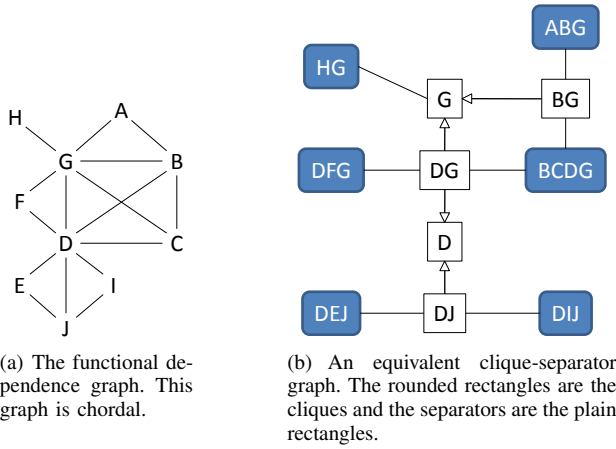 H
A
G
B
F
D
C
E
I
J
(a) The functional de-
pendence graph. This
graph is chordal.
ABG
HG
G
BG
DFG
DG
BCDG
D
DEJ
DJ
DIJ
(b) An equivalent clique-separator
graph. The rounded rectangles are the
cliques and the separators are the plain
rectangles.